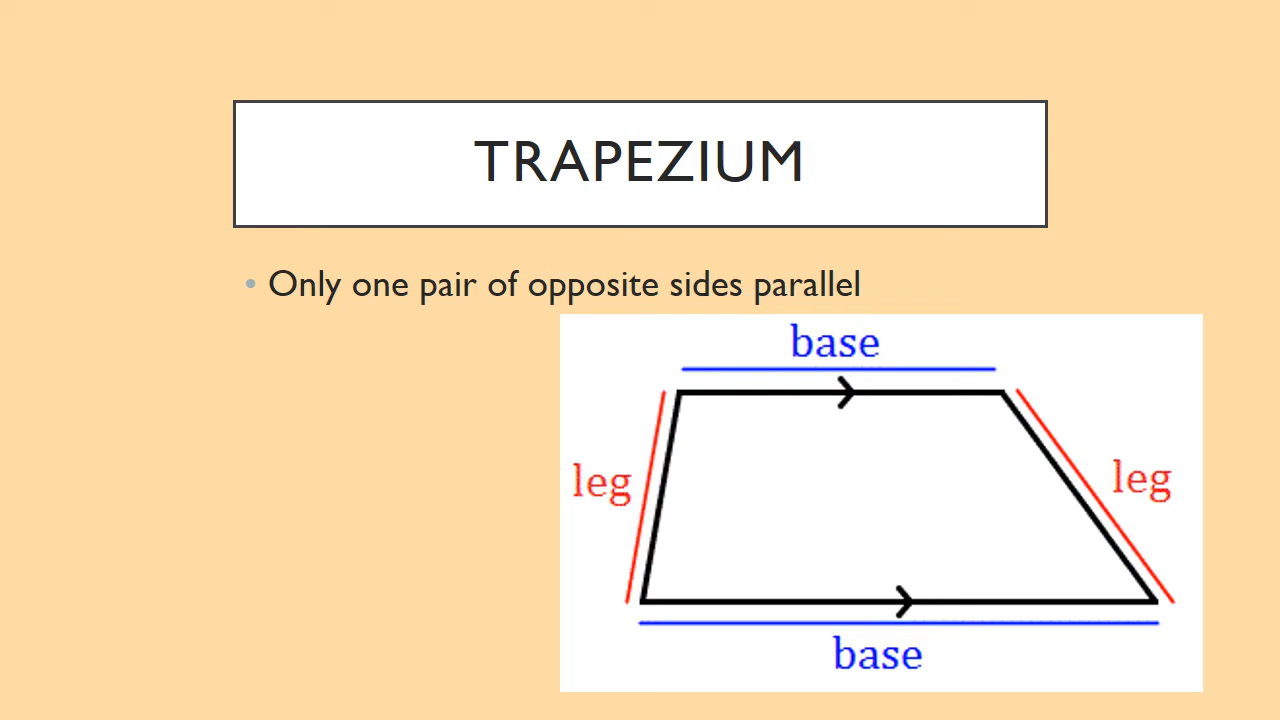 TRAPEZIUM
• Only one pair of opposite sides parallel
base
leg
leg
base